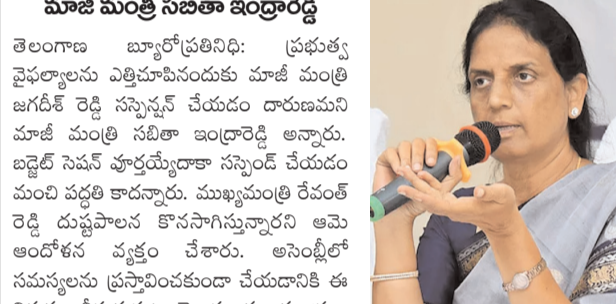 మాజీ మంత్రి సబితా ఇంద్రారెడ్డి
తెలంగాణ బ్యూరోప్రతినిధి: ప్రభుత్వ
వైఫల్యాలను ఎత్తిచూపినందుకు మాజీ మంత్రి
జగదీశ్ రెడ్డి సస్పెన్షన్ చేయడం దారుణమని
మాజీ మంత్రి సబితా ఇంద్రారెడ్డి అన్నారు.
బడ్జెట్ సెషన్ పూర్తయ్యేదాకా సస్పెండ్ చేయడం
మంచి పద్ధతి కాదన్నారు. ముఖ్యమంత్రి రేవంత్
రెడ్డి దుష్టపాలన కొనసాగిస్తున్నారని ఆమె
ఆందోళన వ్యక్తం చేశారు. అసెంబ్లీలో
సమస్యలను ప్రస్తావించకుండా చేయడానికి ఈ